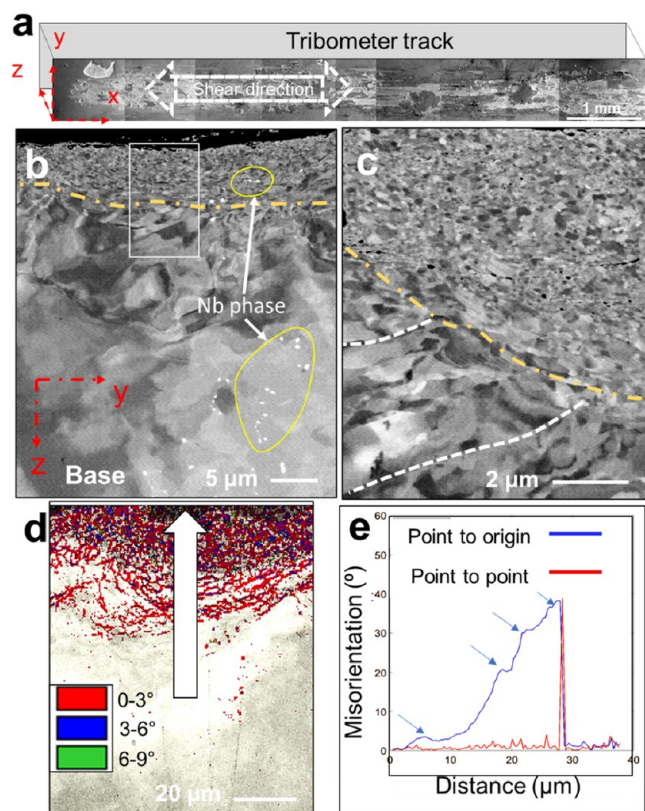 a
y
Tribometer track
z
x
Shear direction
1 mm
b
c
Nb phase
y
z
Base
5 μm
2 μm
d
e
60
50
40
30
20
10
0
Point to origin
Point to point
Misorientation (º)
0
10
20
30
40
Distance (μm)
0-3°
3-6°
6-9°
20 μm